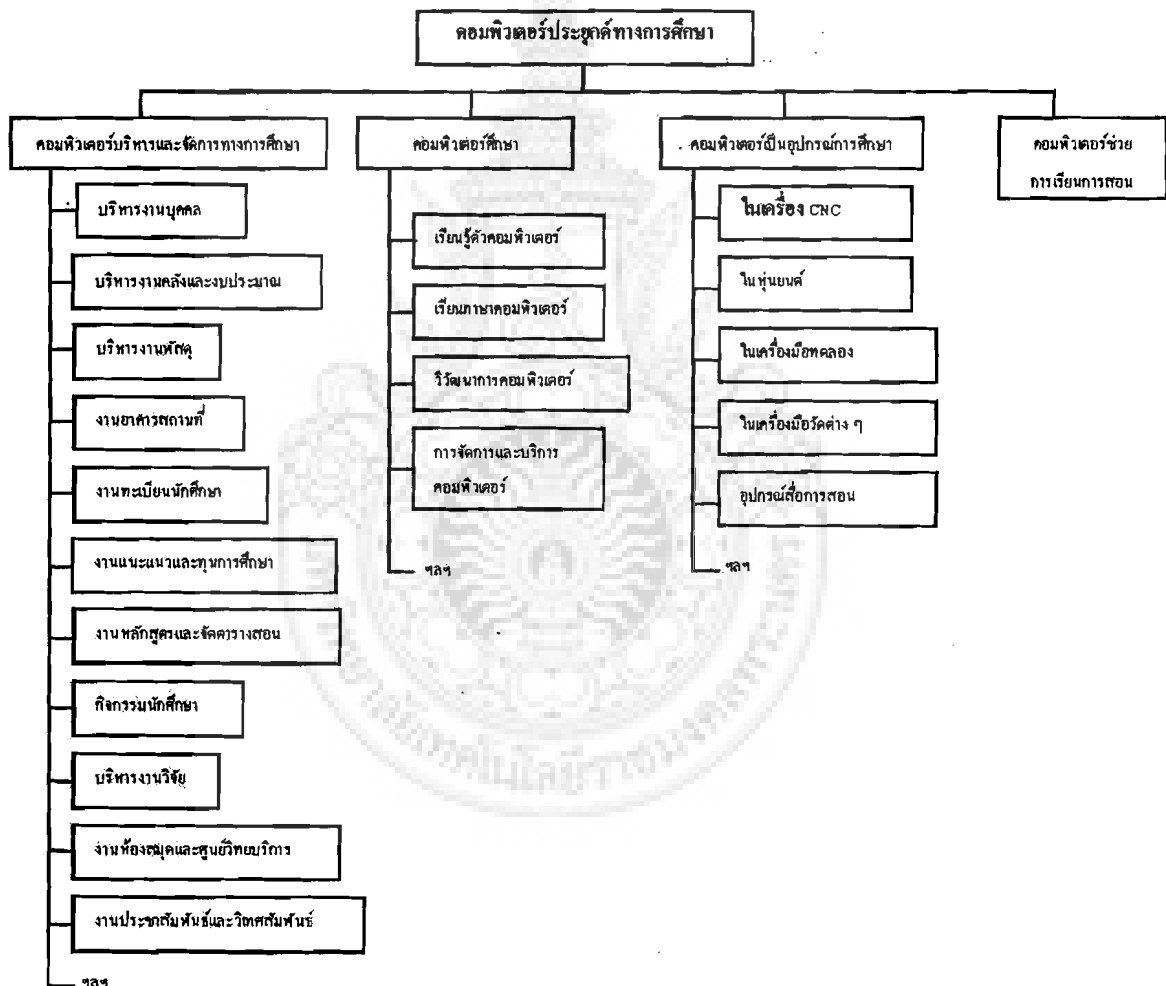 คอมพิวเตอร์ประยุกต์ทางการศึกษา
คอมพิวเตอร์บริหารและจัดการทางการศึกษา
บริหารงานบุคคล
บริหารงานคลังและงบประมาณ
บริหารงานพัสดุ
งานอาคารสถานที่
งานทะเบียนนักศึกษา
งานแนะแนวและทุนการศึกษา
งานหลักสูตรและจัดตารางสอน
กิจกรรมนักศึกษา
บริหารงานวิจัย
งานห้องสมุดและศูนย์วิทยบริการ
งานประชาสัมพันธ์และวิเทศสัมพันธ์
ฯลฯ
คอมพิวเตอร์ศึกษา
เรียนรู้ตัวคอมพิวเตอร์
เรียนภาษาคอมพิวเตอร์
วิวัฒนาการคอมพิวเตอร์
การจัดการและบริการ
คอมพิวเตอร์
ฯลฯ
คอมพิวเตอร์เป็นอุปกรณ์การศึกษา
ในเครื่อง CNC
ในหุ่นยนต์
ในเครื่องมือทดลอง
ในเครื่องมือวัดต่าง ๆ
อุปกรณ์สื่อการสอน
ฯลฯ
คอมพิวเตอร์ช่วย
การเรียนการสอน